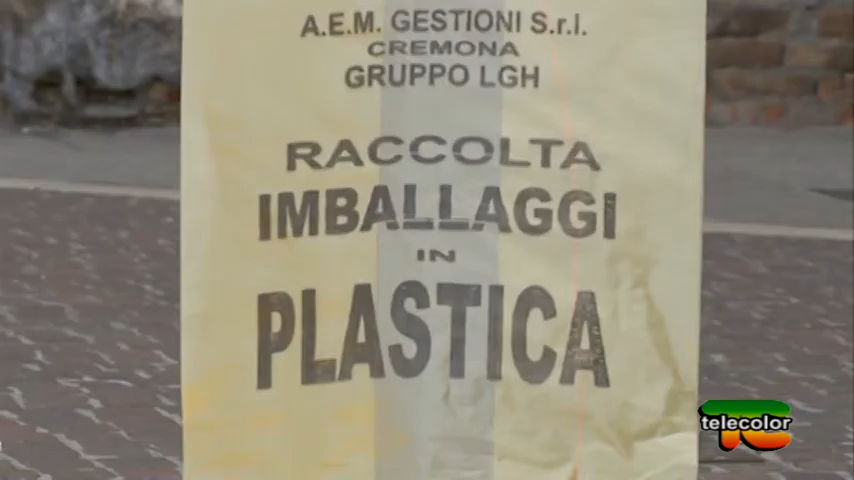 A.E.M. GESTIONI S.r.l.
CREMONA
GRUPPO LGH
RACCOLTA
IMBALLAGGI
IN
PLASTICA
telecolor